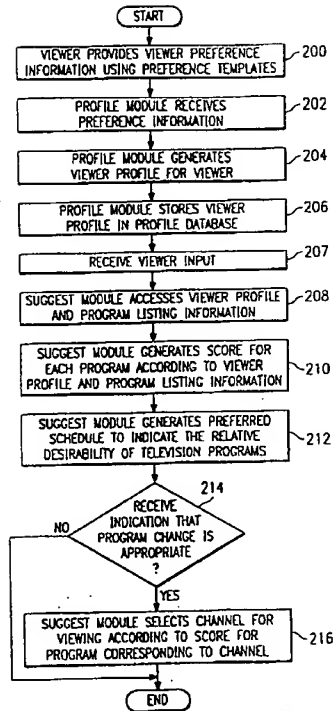 START
VIEWER PROVIDES VIEWER PREFERENCE
INFORMATION USING PREFERENCE TEMPLATES
200
PROFILE MODULE RECEIVES
PREFERENCE INFORMATION
202
PROFILE MODULE GENERATES
VIEWER PROFILE FOR VIEWER
204
PROFILE MODULE STORES VIEWER
PROFILE IN PROFILE DATABASE
206
RECEIVE VIEWER INPUT
207
SUGGEST MODULE ACCESSES VIEWER PROFILE
AND PROGRAM LISTING INFORMATION
208
SUGGEST MODULE GENERATES SCORE FOR
EACH PROGRAM ACCORDING TO VIEWER
PROFILE AND PROGRAM LISTING INFORMATION
210
SUGGEST MODULE GENERATES PREFERRED
SCHEDULE TO INDICATE THE RELATIVE
DESIRABILITY OF TELEVISION PROGRAMS
212
214
RECEIVE
INDICATION THAT
PROGRAM CHANGE IS
APPROPRIATE
?
NO
YES
SUGGEST MODULE SELECTS CHANNEL FOR
VIEWING ACCORDING TO SCORE FOR
PROGRAM CORRESPONDING TO CHANNEL
216
END